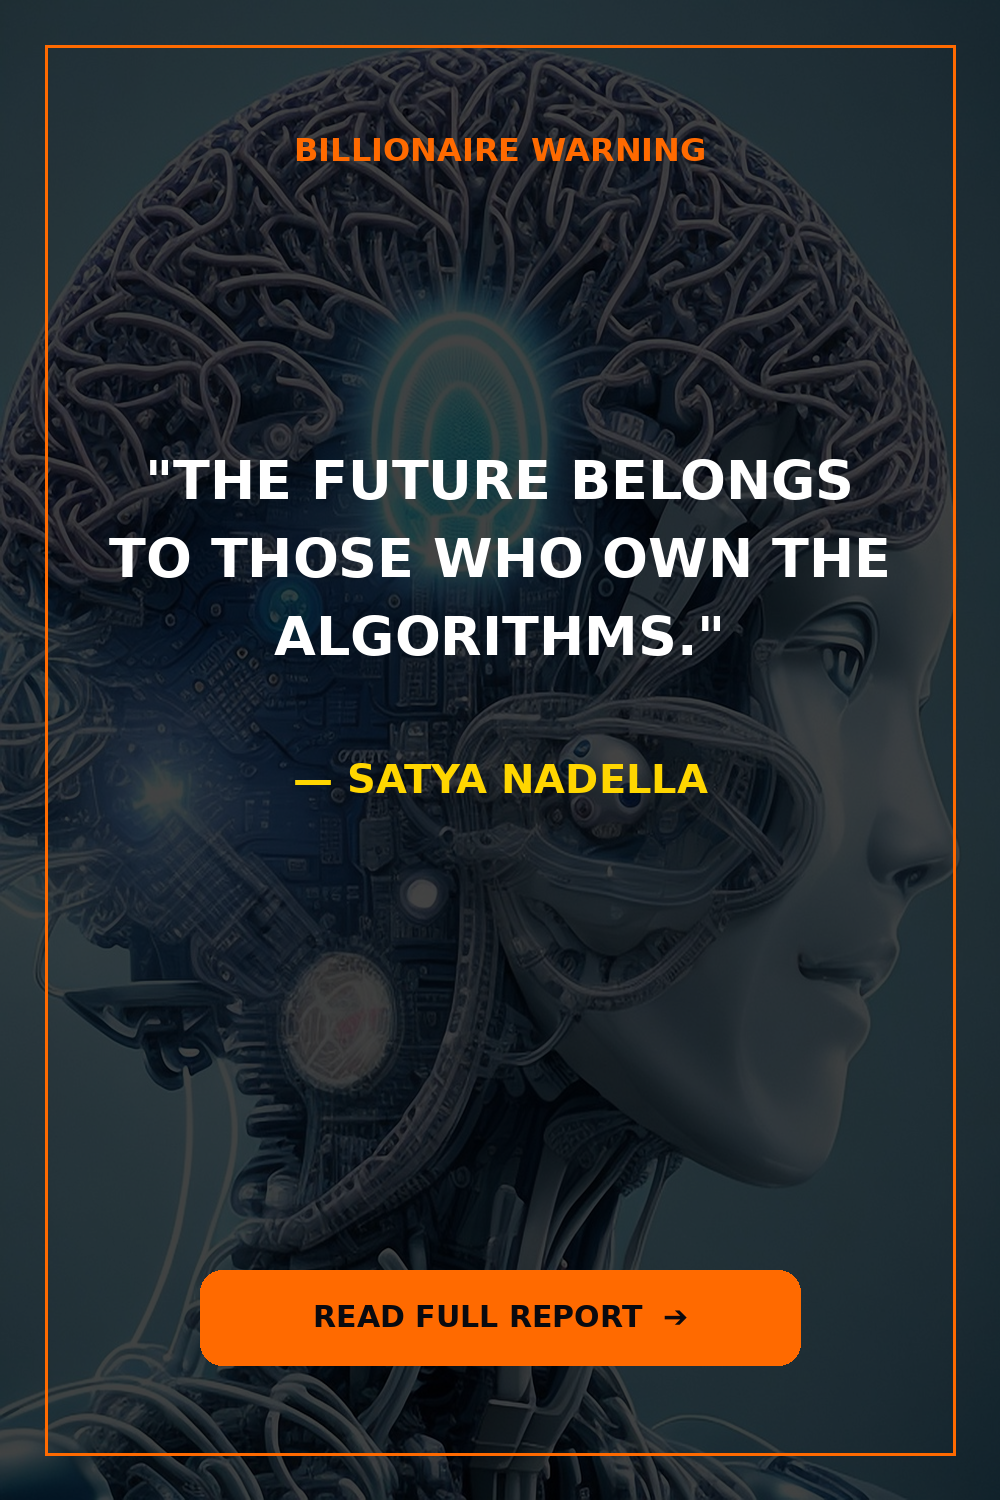 BILLIONAIRE WARNING
"THE FUTURE BELONGS
TO THOSE WHO OWN THE
ALGORITHMS."
— SATYA NADELLA
READ FULL REPORT ➔